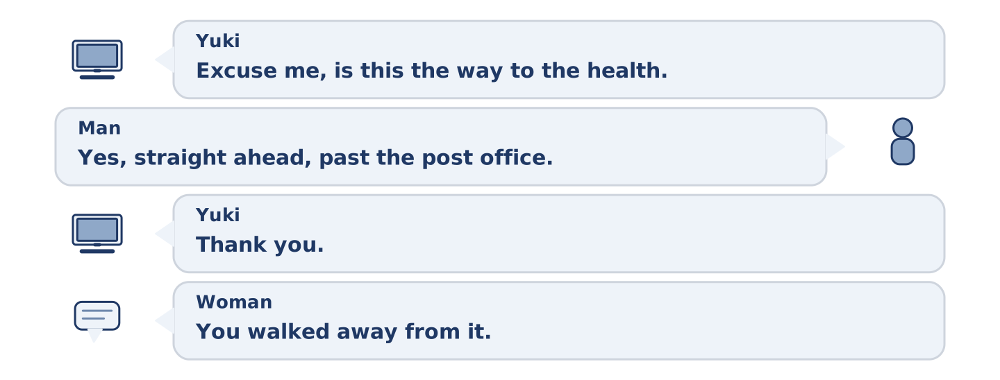 Yuki
Excuse me, is this the way to the health.
Man
Yes, straight ahead, past the post office.
Yuki
Thank you.
Woman
You walked away from it.